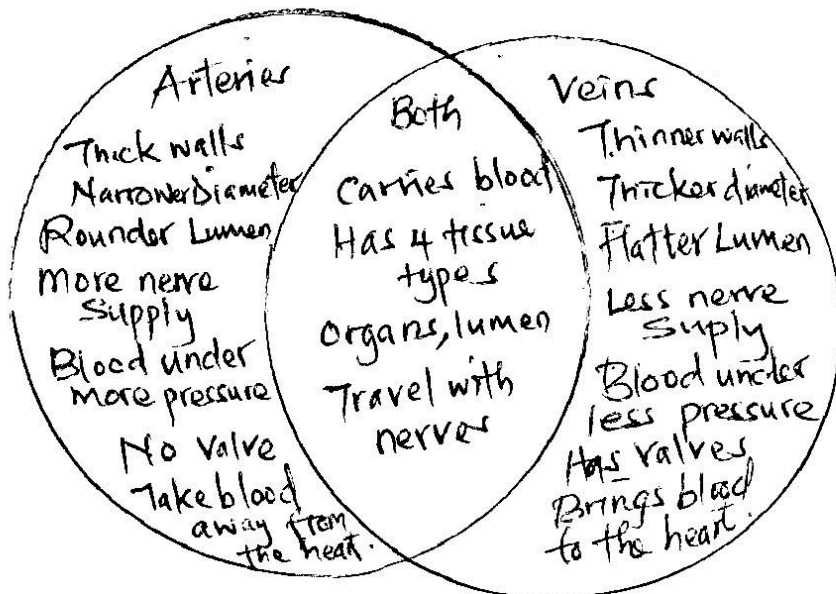 Arteries
Thick walls
Narrower Diameter
Rounder Lumen
More nerve
Supply
Blood under
more pressure
No Valve
Take blood
away from
the heart.
Both
Carries blood
Has 4 tissue
types
Organs, lumen
Travel with
nerves
Veins
Thinner walls
Thicker diameter
Flatter Lumen
Less nerve
Suply
Blood under
less pressure
Has valves
Brings blood
to the heart.